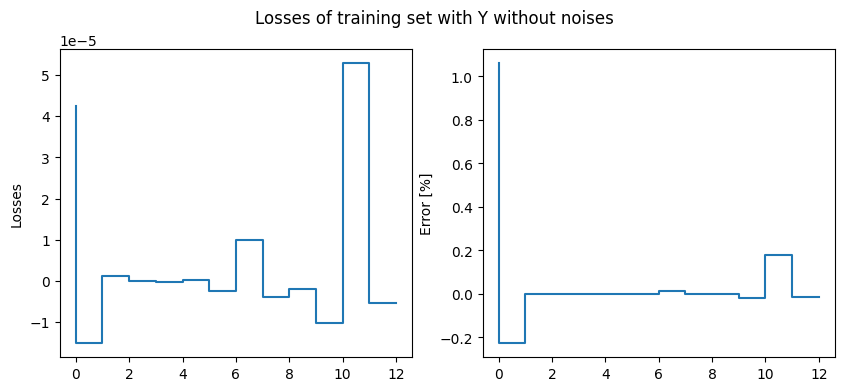 Losses of training set with Y without noises
1e−5
Losses
5
4
3
2
1
0
−1
0 2 4 6 8 10 12
Error [%]
1.0
0.8
0.6
0.4
0.2
0.0
−0.2
0 2 4 6 8 10 12